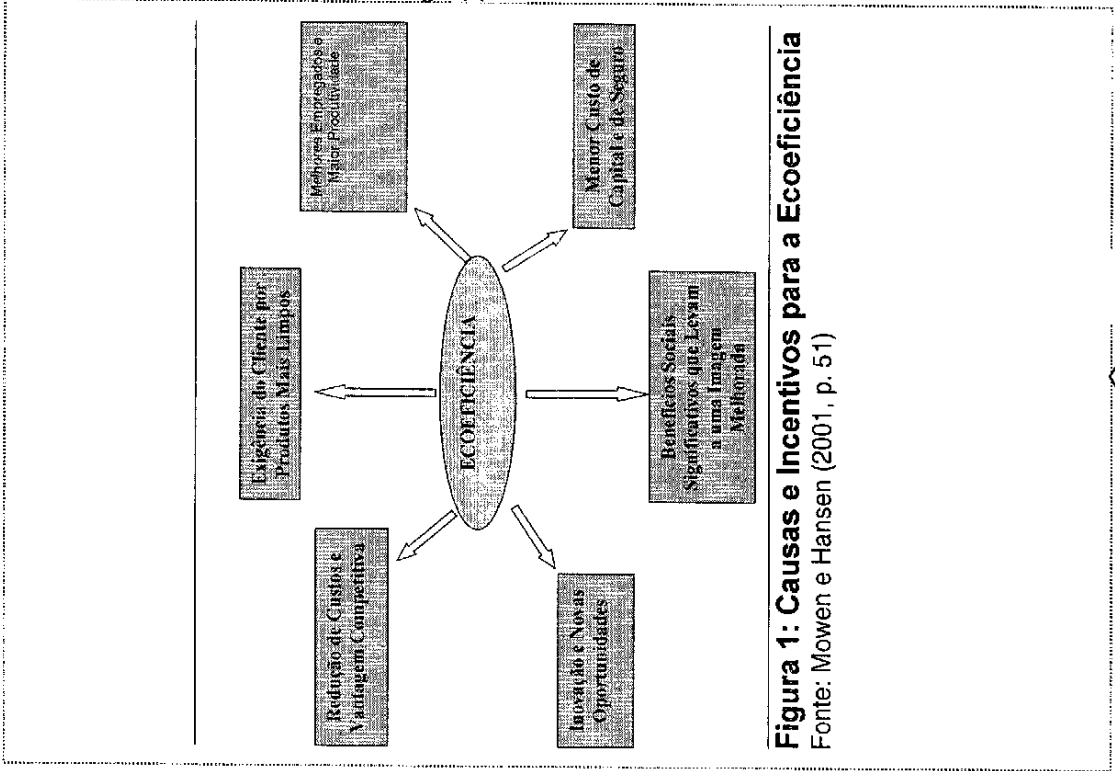 Redução de Custos e
Vantagem Competitiva
Exigência do Cliente por
Produtos Mais Limpos
Melhores Empregados e
Maior Produtividade
ECOEFICIÊNCIA
Inovação e Novas
Oportunidades
Benefícios Sociais
Significativos que Levam
a uma Imagem
Melhorada
Menor Custo de
Capital e de Seguro
Figura 1: Causas e Incentivos para a Ecoeficiência
Fonte: Mowen e Hansen (2001, p. 51)